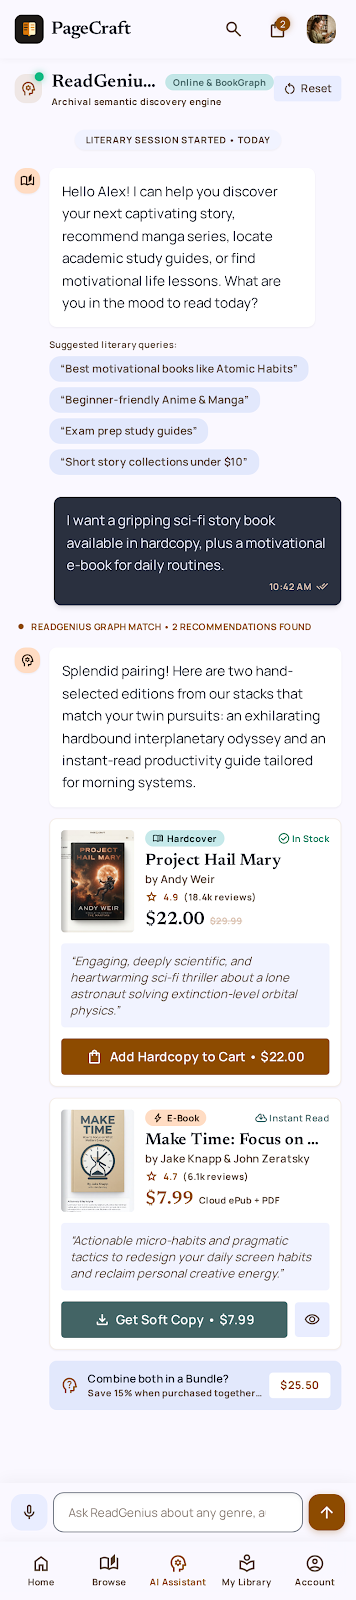 PageCraft
2
ReadGeniu...
Online & BookGraph
Archival semantic discovery engine
Reset
LITERARY SESSION STARTED • TODAY
Hello Alex! I can help you discover
your next captivating story,
recommend manga series, locate
academic study guides, or find
motivational life lessons. What are
you in the mood to read today?
Suggested literary queries:
“Best motivational books like Atomic Habits”
“Beginner-friendly Anime & Manga”
“Exam prep study guides”
“Short story collections under $10”
I want a gripping sci-fi story book
available in hardcopy, plus a motivational
e-book for daily routines.
10:42 AM
READGENIUS GRAPH MATCH • 2 RECOMMENDATIONS FOUND
Splendid pairing! Here are two hand-
selected editions from our stacks that
match your twin pursuits: an exhilarating
hardbound interplanetary odyssey and an
instant-read productivity guide tailored
for morning systems.
PROJECT
HAIL MARY
ANDY WEIR
Hardcover
In Stock
Project Hail Mary
by Andy Weir
4.9 (18.4k reviews)
$22.00 $29.99
“Engaging, deeply scientific, and
heartwarming sci-fi thriller about a lone
astronaut solving extinction-level orbital
physics.”
Add Hardcopy to Cart • $22.00
MAKE
TIME
E-Book
Instant Read
Make Time: Focus on ...
by Jake Knapp & John Zeratsky
4.7 (6.1k reviews)
$7.99 Cloud ePub + PDF
“Actionable micro-habits and pragmatic
tactics to redesign your daily screen habits
and reclaim personal creative energy.”
Get Soft Copy • $7.99
Combine both in a Bundle?
Save 15% when purchased together...
$25.50
Ask ReadGenius about any genre, a
Home
Browse
AI Assistant
My Library
Account